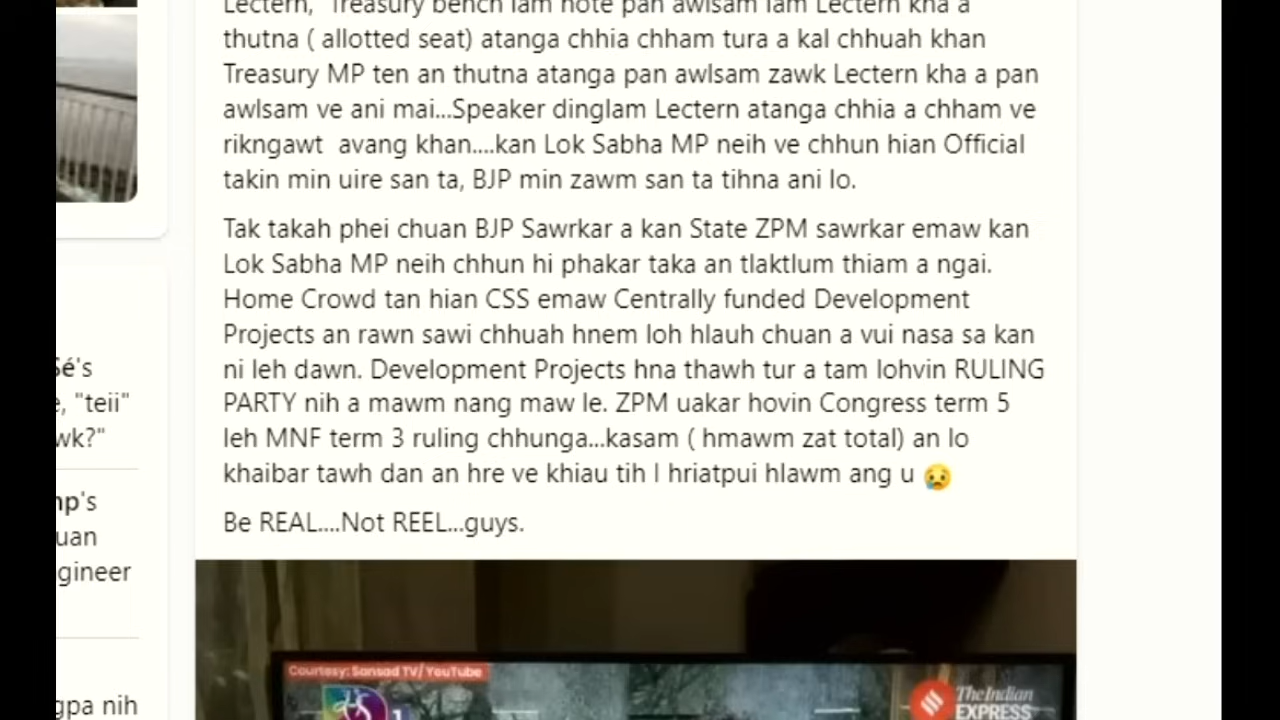 Lectern, Treasury bench lam hote pan awlsam lam Lectern kha a
thutna ( allotted seat) atanga chhia chham tura a kal chhuah khan
Treasury MP ten an thutna atanga pan awlsam zawk Lectern kha a pan
awlsam ve ani mai...Speaker dinglam Lectern atanga chhia a chham ve
rikngawt avang khan....kan Lok Sabha MP neih ve chhun hian Official
takin min uire san ta, BJP min zawm san ta tihna ani lo.
Tak takah phei chuan BJP Sawrkar a kan State ZPM sawrkar emaw kan
Lok Sabha MP neih chhun hi phakar taka an tlaktlum thiam a ngai.
Home Crowd tan hian CSS emaw Centrally funded Development
Projects an rawn sawi chhuah hnem loh hlauh chuan a vui nasa sa kan
ni leh dawn. Development Projects hna thawh tur a tam lohvin RULING
PARTY nih a mawm nang maw le. ZPM uakar hovin Congress term 5
leh MNF term 3 ruling chhunga...kasam ( hmawm zat total) an lo
khaibar tawh dan an hre ve khiau tih I hriatpui hlawm ang u 😥
Be REAL....Not REEL...guys.
Sé's
e, "teii"
wk?"
np's
uan
gineer
gpa nih
Courtesy: Sansad TV/YouTube
The Indian
EXPRESS